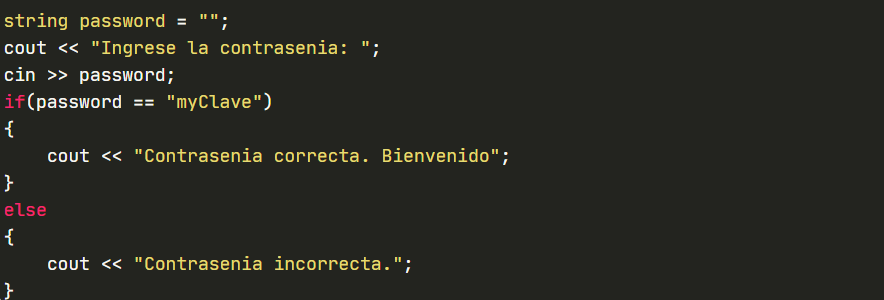 string password = "";
cout << "Ingrese la contrasenia: ";
cin >> password;
if(password == "myClave")
{
    cout << "Contrasenia correcta. Bienvenido";
}
else
{
    cout << "Contrasenia incorrecta.";
}